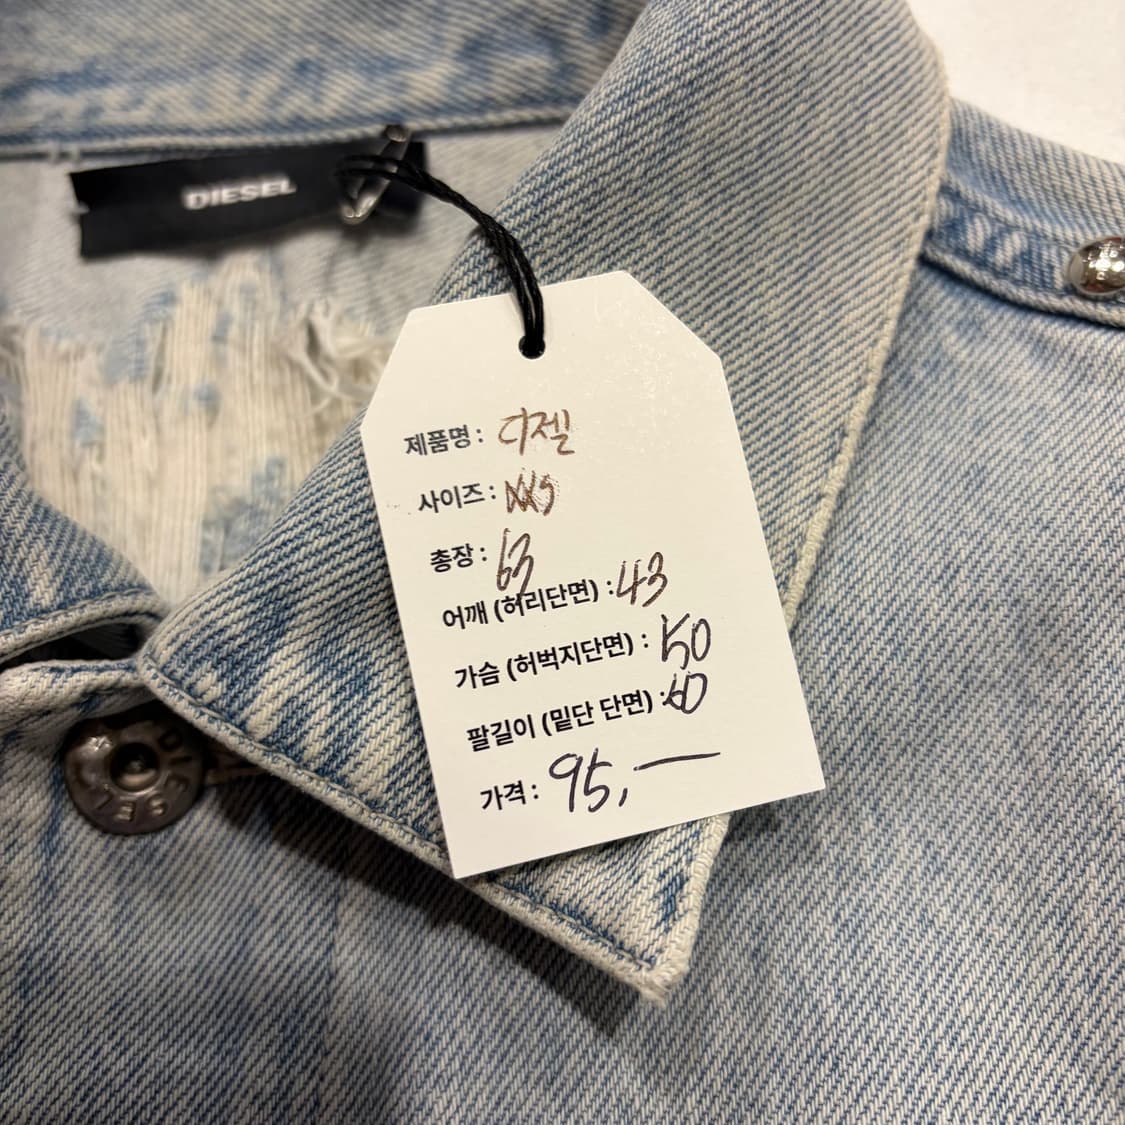 DIESEL
제품명 : 디젤
사이즈 : XXS
총장 : 63
어깨 (허리단면) : 43
가슴 (허벅지단면) : 50
팔길이 (밑단 단면) : 60
가격 : 95,—
DIESEL